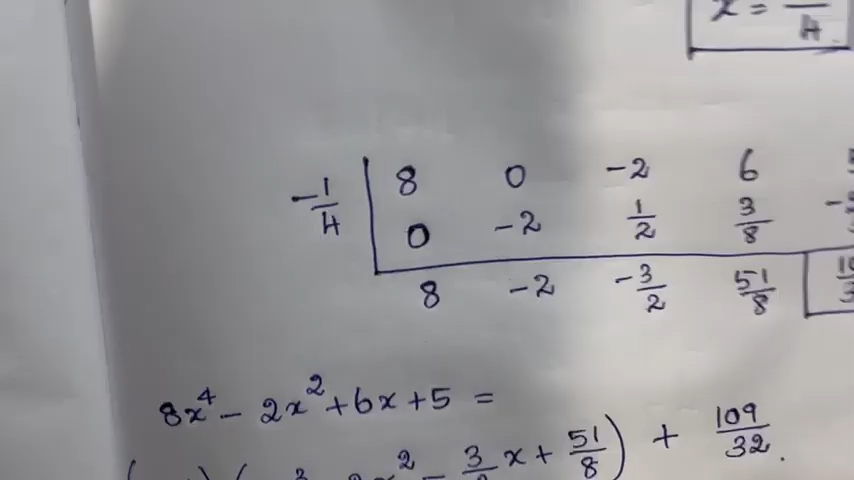 x = — 4
-1/4 | 8 0 -2 6
0 -2 1/2 3/8
8 -2 -3/2 51/8
8x⁴ - 2x² + 6x + 5 =
x² - 3/ x + 51/8) + 109/32.